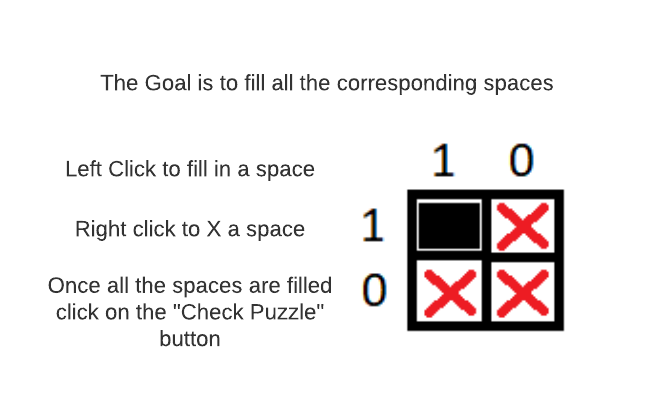 The Goal is to fill all the corresponding spaces
Left Click to fill in a space
Right click to X a space
Once all the spaces are filled
click on the "Check Puzzle"
button
1 0
1
0